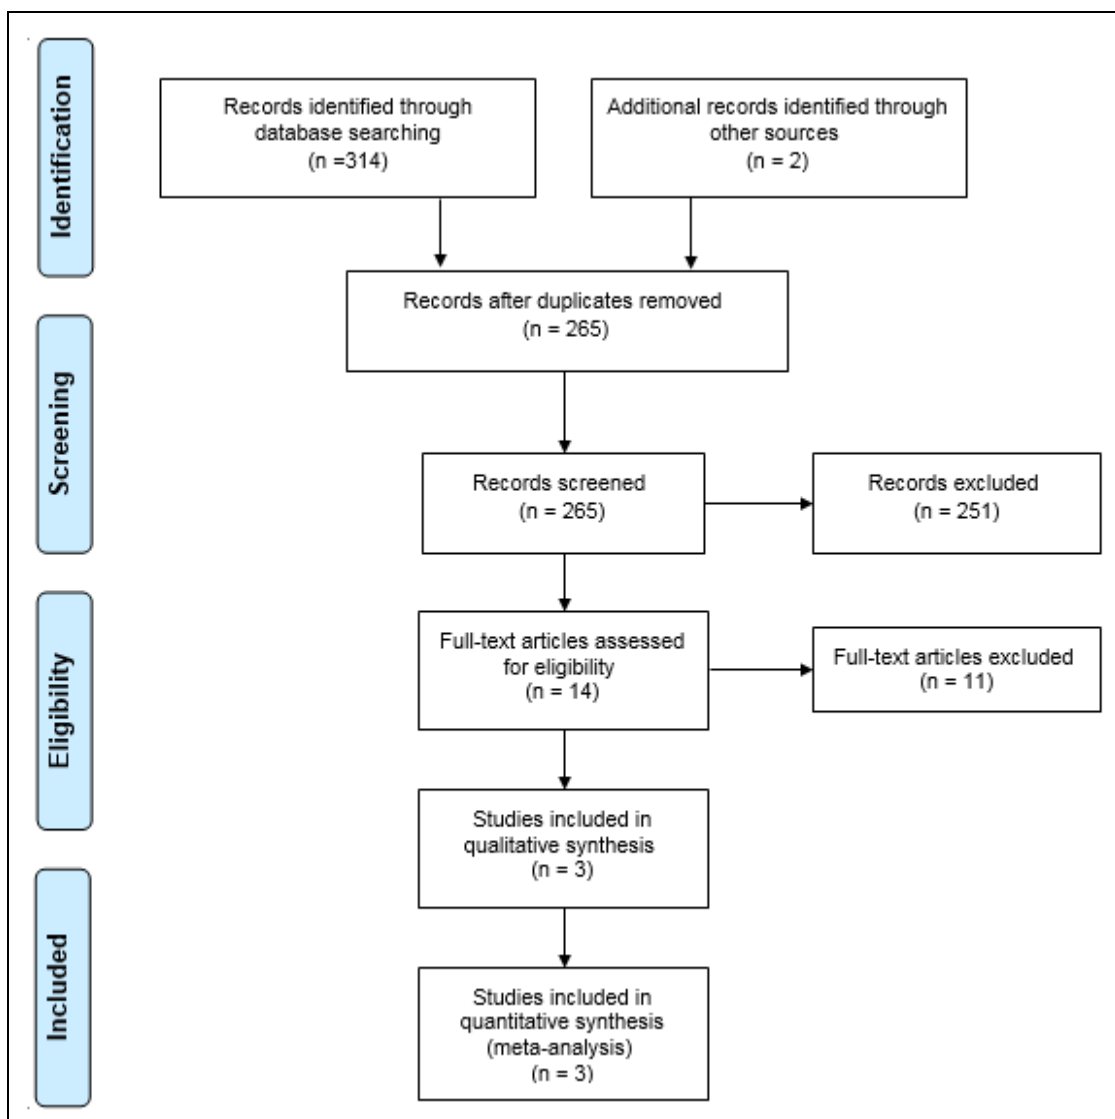 Identification
Records identified through
database searching
(n =314)
Additional records identified through
other sources
(n = 2)
Records after duplicates removed
(n = 265)
Screening
Records screened
(n = 265)
Records excluded
(n = 251)
Eligibility
Full-text articles assessed
for eligibility
(n = 14)
Full-text articles excluded
(n = 11)
Studies included in
qualitative synthesis
(n = 3)
Included
Studies included in
quantitative synthesis
(meta-analysis)
(n = 3)